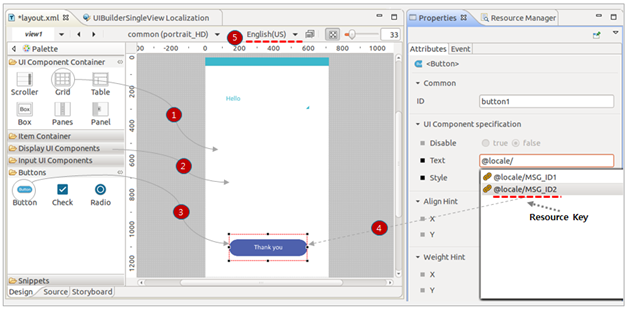 *layout.xml
UIBuilderSingleView Localization
view1
common (portrait_HD)
5
English(US)
33
Palette
UI Component Container
Scroller
Grid
Table
Box
Panes
Panel
Item Container
Display UI Components
Input UI Components
Buttons
Button
Button
Check
Radio
Snippets
Design
Source
Storyboard
-200
0
200
400
600
800
1000
0
200
400
600
800
1000
1200
Hello
1
2
3
4
Thank you
Properties
Resource Manager
Attributes
Event
<Button>
Common
ID
button1
UI Component specification
Disable
true
false
Text
@locale/
Style
@locale/MSG_ID1
@locale/MSG_ID2
Resource Key
Align Hint
X
Y
Weight Hint
X
Y